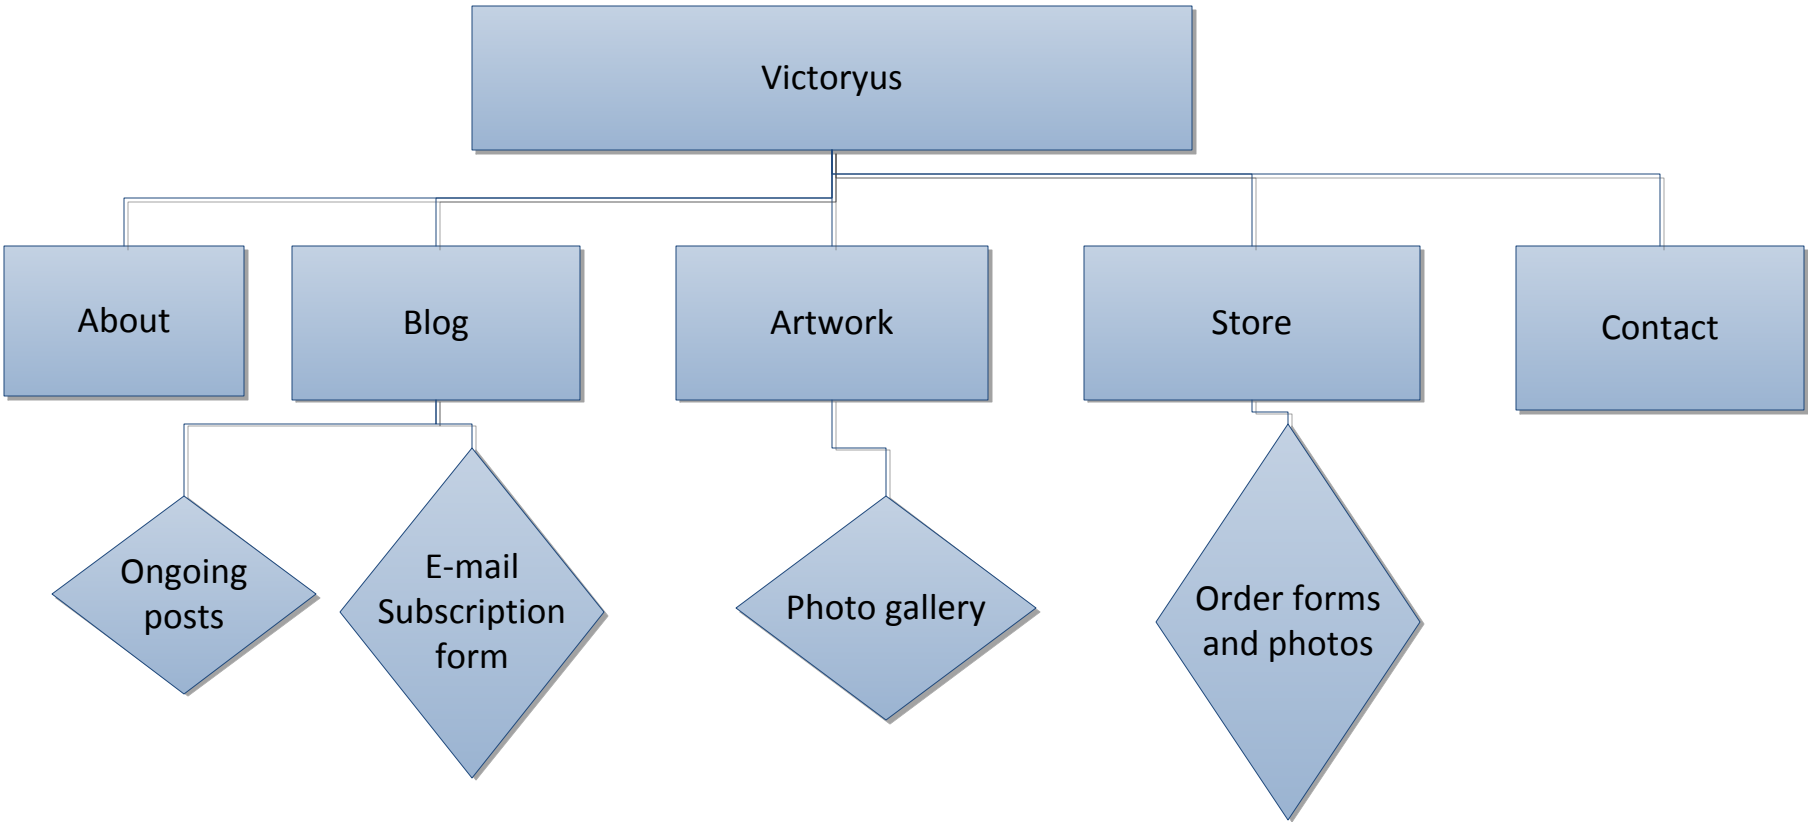 Victoryus
About
Blog
Artwork
Store
Contact
Ongoing
posts
E-mail
Subscription
form
Photo gallery
Order forms
and photos